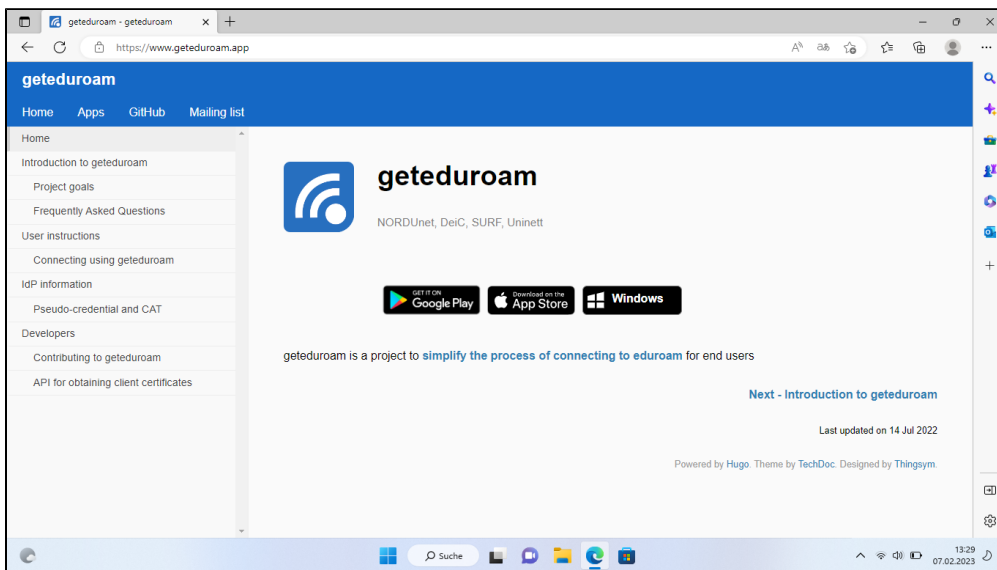 geteduroam - geteduroam
https://www.geteduroam.app
geteduroam
Home Apps GitHub Mailing list
Home
Introduction to geteduroam
Project goals
Frequently Asked Questions
User instructions
Connecting using geteduroam
IdP information
Pseudo-credential and CAT
Developers
Contributing to geteduroam
API for obtaining client certificates
geteduroam
NORDUnet, DeiC, SURF, Uninett
GET IT ON
Google Play
Download on the
App Store
Windows
geteduroam is a project to simplify the process of connecting to eduroam for end users
Next - Introduction to geteduroam
Last updated on 14 Jul 2022
Powered by Hugo. Theme by TechDoc. Designed by Thingsym.
Suche
13:29
07.02.2023